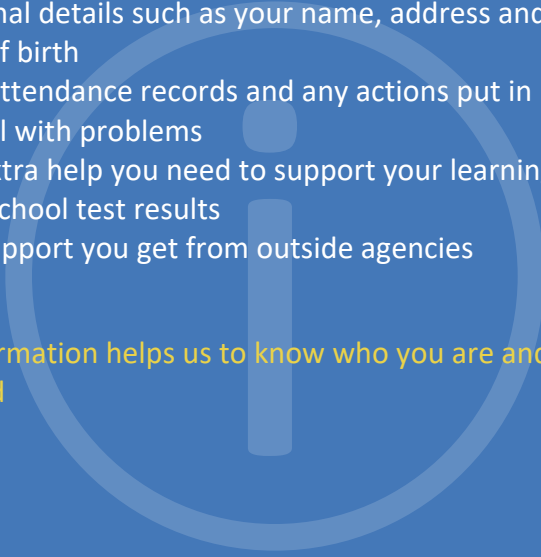 nal details such as your name, address and
f birth
ttendance records and any actions put in
l with problems
tra help you need to support your learnin
chool test results
pport you get from outside agencies
rmation helps us to know who you are and
d